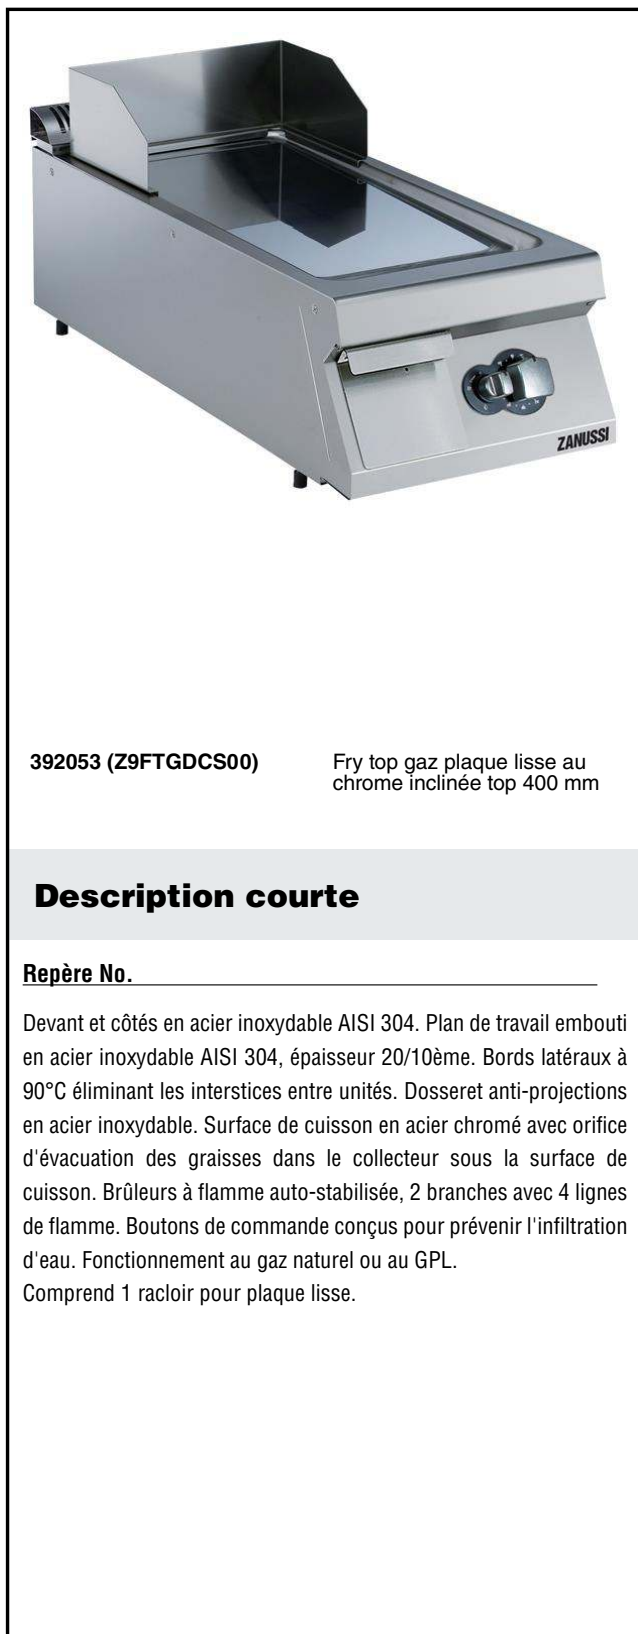 ZANUSSI
392053 (Z9FTGDCS00)
Fry top gaz plaque lisse au
chrome inclinée top 400 mm
Description courte
Repère No.
Devant et côtés en acier inoxydable AISI 304. Plan de travail embouti
en acier inoxydable AISI 304, épaisseur 20/10ème. Bords latéraux à
90°C éliminant les interstices entre unités. Dosseret anti-projections
en acier inoxydable. Surface de cuisson en acier chromé avec orifice
d'évacuation des graisses dans le collecteur sous la surface de
cuisson. Brûleurs à flamme auto-stabilisée, 2 branches avec 4 lignes
de flamme. Boutons de commande conçus pour prévenir l'infiltration
d'eau. Fonctionnement au gaz naturel ou au GPL.
Comprend 1 racloir pour plaque lisse.